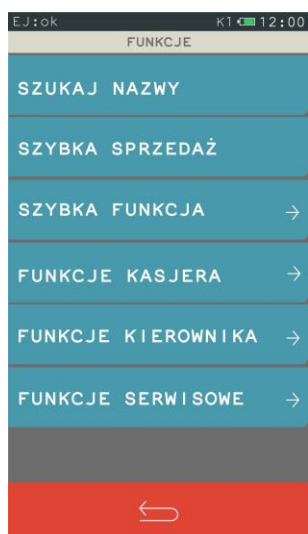 EJ:ok K1 12:00
FUNKCJE
SZUKAJ NAZWY
SZYBKA SPRZEDAŻ
SZYBKA FUNKCJA
FUNKCJE KASJERA
FUNKCJE KIEROWNIKA
FUNKCJE SERWISOWE